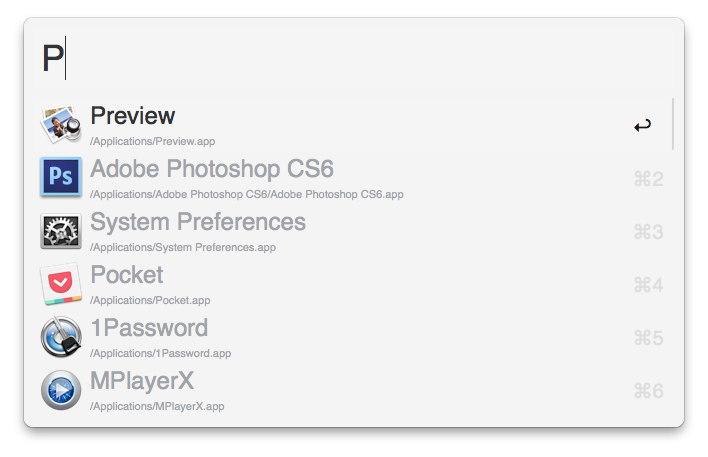 P
Preview
/Applications/Preview.app
Ps
Adobe Photoshop CS6
/Applications/Adobe Photoshop CS6/Adobe Photoshop CS6.app
⌘2
System Preferences
/Applications/System Preferences.app
⌘3
Pocket
/Applications/Pocket.app
⌘4
1Password
/Applications/1Password.app
⌘5
MPlayerX
/Applications/MPlayerX.app
⌘6